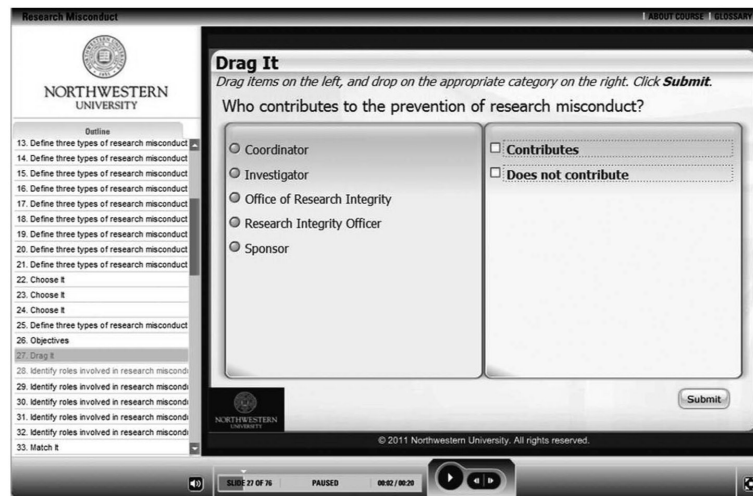 Research Misconduct
ABOUT COURSE
GLOSSARY
NORTHWESTERN
UNIVERSITY
Outline
13. Define three types of research misconduct
14. Define three types of research misconduct
15. Define three types of research misconduct
16. Define three types of research misconduct
17. Define three types of research misconduct
18. Define three types of research misconduct
19. Define three types of research misconduct
20. Define three types of research misconduct
21. Define three types of research misconduct
22. Choose It
23. Choose It
24. Choose It
25. Define three types of research misconduct
26. Objectives
27. Drag It
28. Identify roles involved in research miscondu
29. Identify roles involved in research miscondu
30. Identify roles involved in research miscondu
31. Identify roles involved in research miscondu
32. Identify roles involved in research miscondu
33. Match It
Drag It
Drag items on the left, and drop on the appropriate category on the right. Click Submit.
Who contributes to the prevention of research misconduct?
Coordinator
Investigator
Office of Research Integrity
Research Integrity Officer
Sponsor
Contributes
Does not contribute
Submit
NORTHWESTERN
UNIVERSITY
© 2011 Northwestern University. All rights reserved.
SLIDE 27 OF 76
PAUSED
00:02 / 00:20